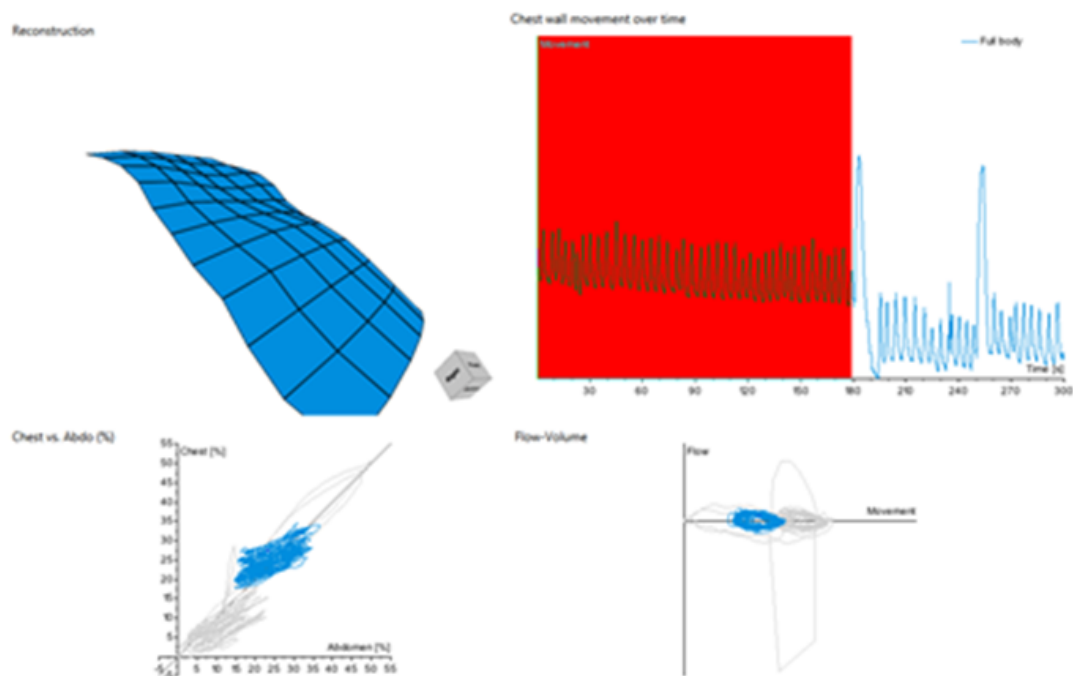 Reconstruction
Chest wall movement over time
Movement
Full body
Time [s]
30 60 90 120 150 180 210 240 270 300
Chest vs. Abdo (%)
Chest [%]
55
50
45
40
35
30
25
20
15
10
5
Abdomen [%]
-5 5 10 15 20 25 30 35 40 45 50 55
Flow-Volume
Flow
Movement